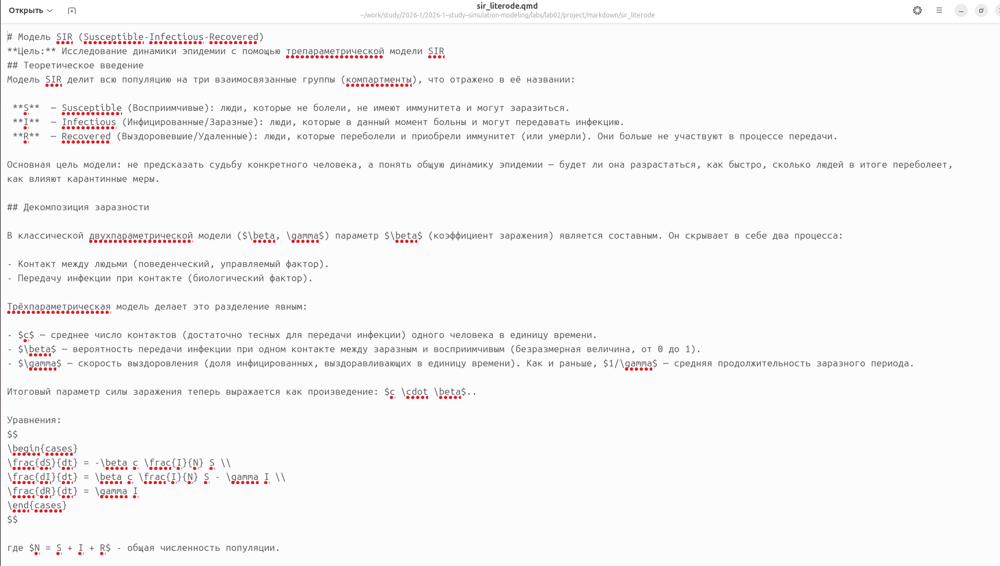 Открыть
sir_literode.qmd
~/work/study/2026-1/2026-1--study--simulation-modeling/labs/lab02/project/markdown/sir_literode
# Модель SIR (Susceptible-Infectious-Recovered)
**Цель:** Исследование динамики эпидемии с помощью трепараметрической модели SIR
## Теоретическое введение
Модель SIR делит всю популяцию на три взаимосвязанные группы (компартменты), что отражено в её названии:
**S**  — Susceptible (Восприимчивые): люди, которые не болели, не имеют иммунитета и могут заразиться.
**I**  — Infectious (Инфицированные/Заразные): люди, которые в данный момент больны и могут передавать инфекцию.
**R**  — Recovered (Выздоровевшие/Удаленные): люди, которые переболели и приобрели иммунитет (или умерли). Они больше не участвуют в процессе передачи.
Основная цель модели: не предсказать судьбу конкретного человека, а понять общую динамику эпидемии — будет ли она разрастаться, как быстро, сколько людей в итоге переболеет,
как влияют карантинные меры.
## Декомпозиция заразности
В классической двухпараметрической модели ($\beta, \gamma$) параметр $\beta$ (коэффициент заражения) является составным. Он скрывает в себе два процесса:
- Контакт между людьми (поведенческий, управляемый фактор).
- Передачу инфекции при контакте (биологический фактор).
Трёхпараметрическая модель делает это разделение явным:
- $c$ — среднее число контактов (достаточно тесных для передачи инфекции) одного человека в единицу времени.
- $\beta$ — вероятность передачи инфекции при одном контакте между заразным и восприимчивым (безразмерная величина, от 0 до 1).
- $\gamma$ — скорость выздоровления (доля инфицированных, выздоравливающих в единицу времени). Как и раньше, $1/\gamma$ — средняя продолжительность заразного периода.
Итоговый параметр силы заражения теперь выражается как произведение: $c \cdot \beta$..
Уравнения:
$$
\begin{cases}
\frac{dS}{dt} = -\beta c \frac{I}{N} S \\
\frac{dI}{dt} = \beta c \frac{I}{N} S - \gamma I \\
\frac{dR}{dt} = \gamma I
\end{cases}
$$
где $N = S + I + R$ - общая численность популяции.